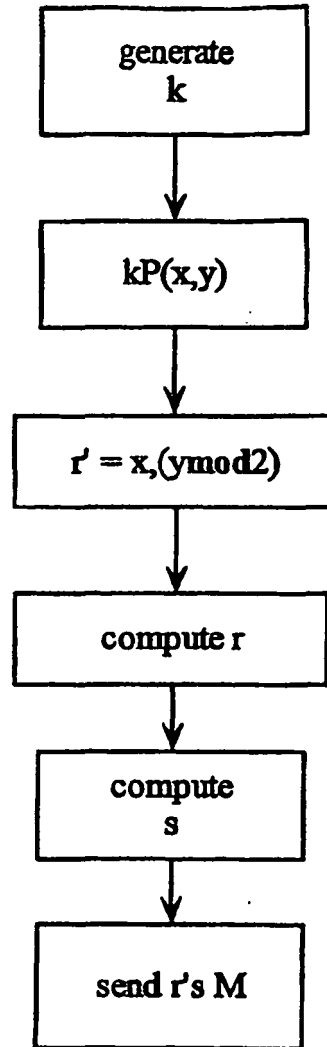 generate
k
kP(x,y)
r' = x,(ymod2)
compute r
compute
s
send r's M